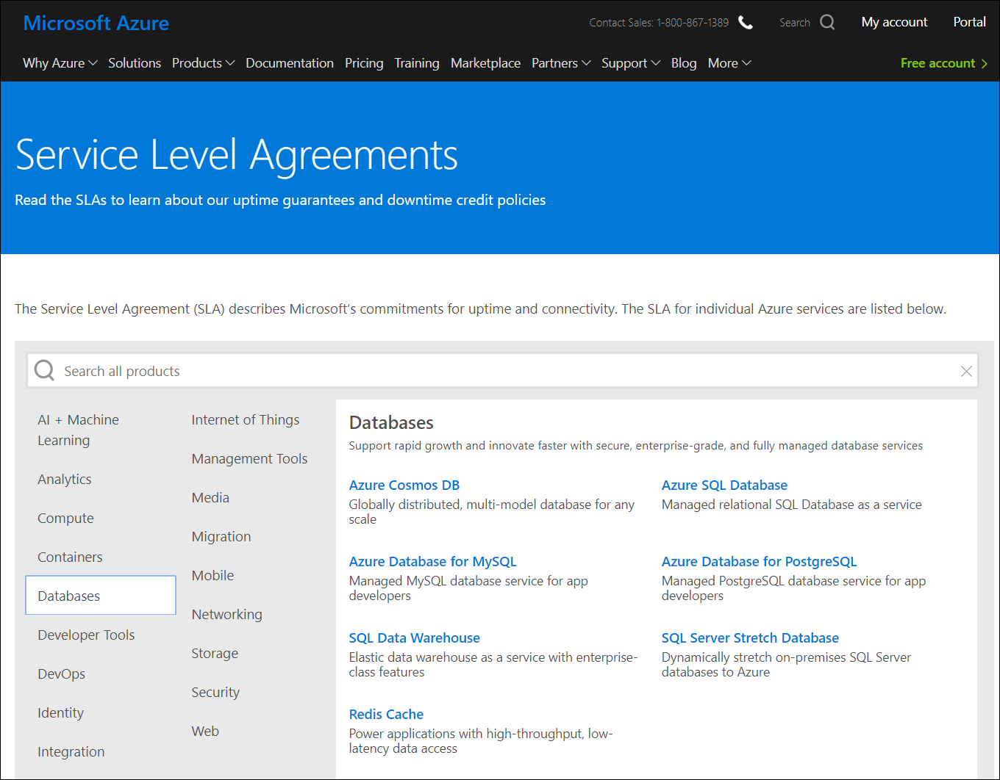 Microsoft Azure
Contact Sales: 1-800-867-1389
Search
My account
Portal
Why Azure
Solutions
Products
Documentation
Pricing
Training
Marketplace
Partners
Support
Blog
More
Free account
Service Level Agreements
Read the SLAs to learn about our uptime guarantees and downtime credit policies
The Service Level Agreement (SLA) describes Microsoft's commitments for uptime and connectivity. The SLA for individual Azure services are listed below.
Search all products
AI + Machine
Learning
Analytics
Compute
Containers
Databases
Developer Tools
DevOps
Identity
Integration
Internet of Things
Management Tools
Media
Migration
Mobile
Networking
Storage
Security
Web
Databases
Support rapid growth and innovate faster with secure, enterprise-grade, and fully managed database services
Azure Cosmos DB
Globally distributed, multi-model database for any
scale
Azure SQL Database
Managed relational SQL Database as a service
Azure Database for MySQL
Managed MySQL database service for app
developers
Azure Database for PostgreSQL
Managed PostgreSQL database service for app
developers
SQL Data Warehouse
Elastic data warehouse as a service with enterprise-
class features
SQL Server Stretch Database
Dynamically stretch on-premises SQL Server
databases to Azure
Redis Cache
Power applications with high-throughput, low-
latency data access